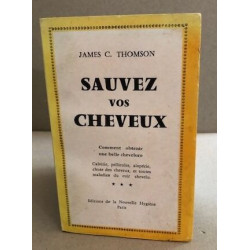 JAMES C. THOMSON
SAUVEZ
VOS
CHEVEUX
Comment obtenir
une belle chevelure
Calvitie, pellicules, alopécie,
chute des cheveux, et toutes
maladies du cuir chevelu.
* * *
Editions de la Nouvelle Hygiène
Paris